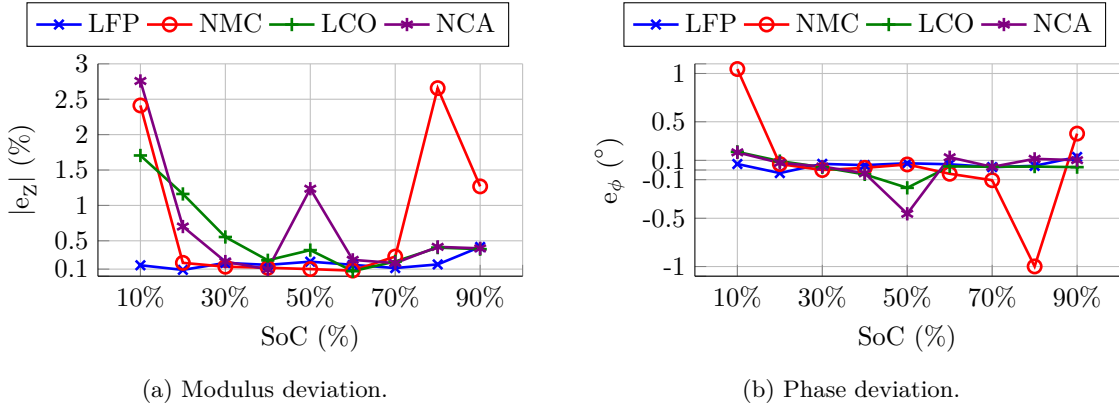 LFP NMC LCO NCA
3
2.5
2
1.5
1
0.5
0.1
|e_Z| (%)
10% 30% 50% 70% 90%
SoC (%)
(a) Modulus deviation.
LFP NMC LCO NCA
1
0.5
0.1
-0.1
-0.5
-1
e_ϕ (°)
10% 30% 50% 70% 90%
SoC (%)
(b) Phase deviation.